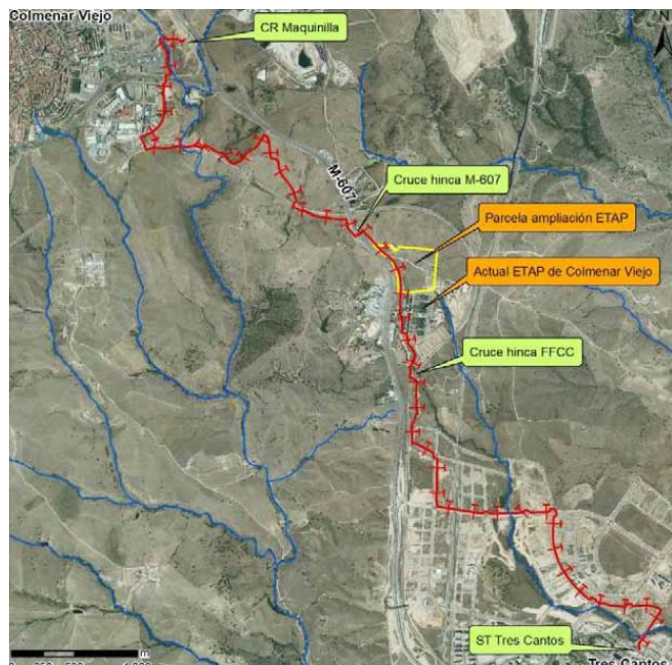 Colmenar Viejo
CR Maquinilla
M-607
Cruce hinca M-607
Parcela ampliación ETAP
Actual ETAP de Colmenar Viejo
Cruce hinca FFCC
ST Tres Cantos
m
Tres Cantos